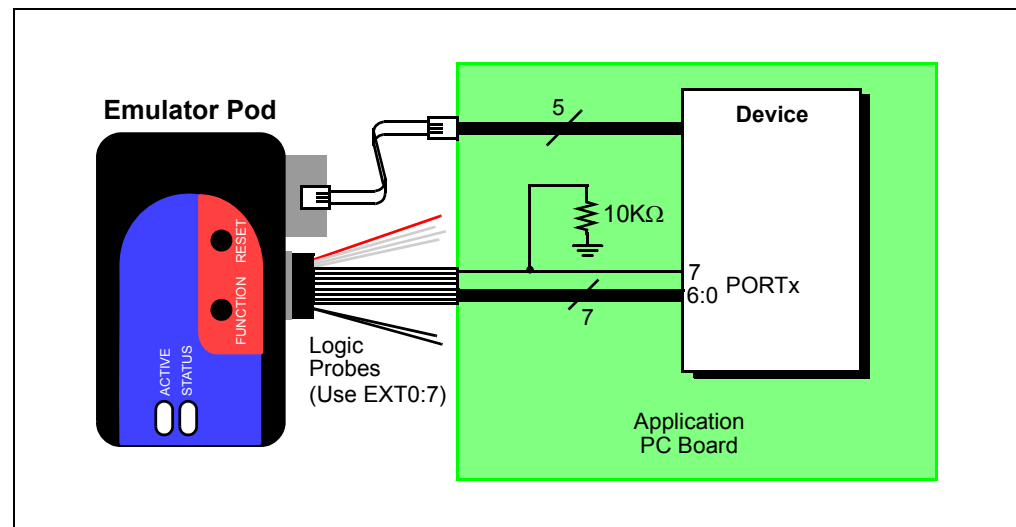 Emulator Pod
RESET
FUNCTION
ACTIVE
STATUS
Logic
Probes
(Use EXT0:7)
5
Device
10KΩ
7
6:0
PORTx
7
Application
PC Board